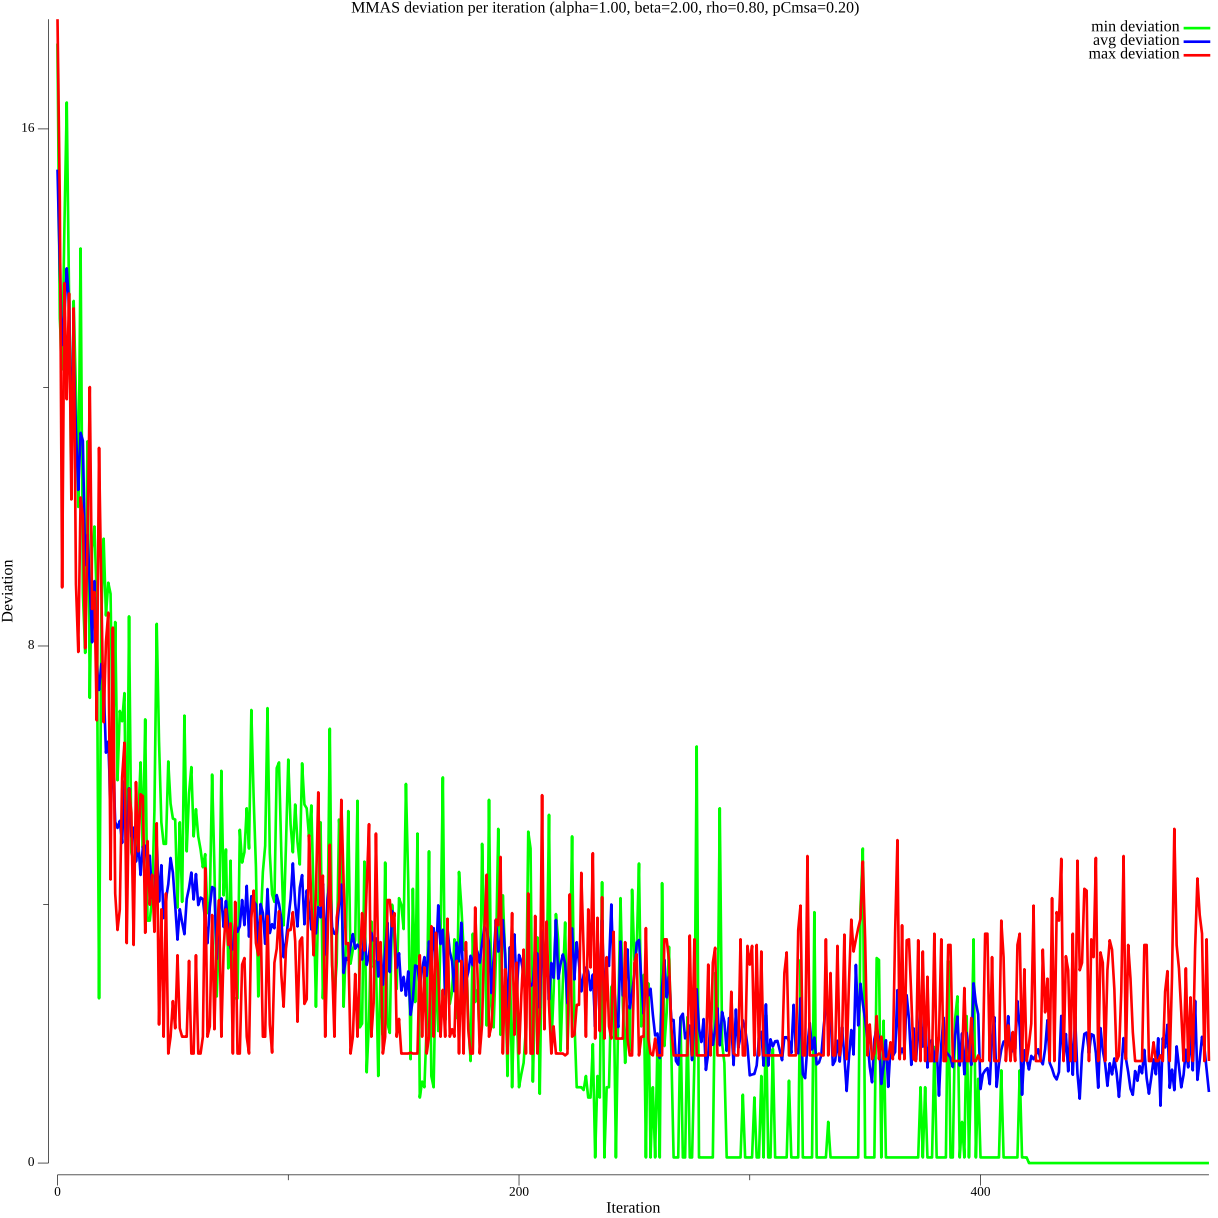 MMAS deviation per iteration (alpha=1.00, beta=2.00, rho=0.80, pCmsa=0.20)
min deviation
avg deviation
max deviation
16
8
0
Deviation
0
200
400
Iteration